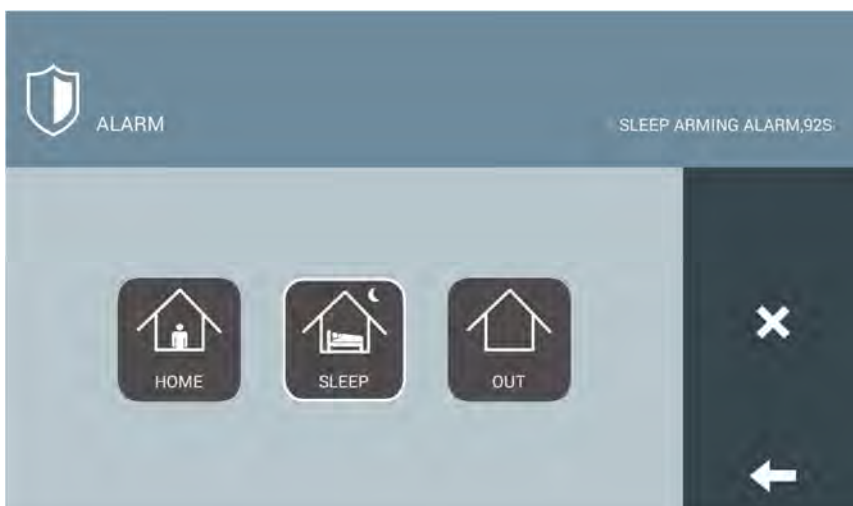 ALARM
SLEEP ARMING ALARM,92S
HOME
SLEEP
OUT